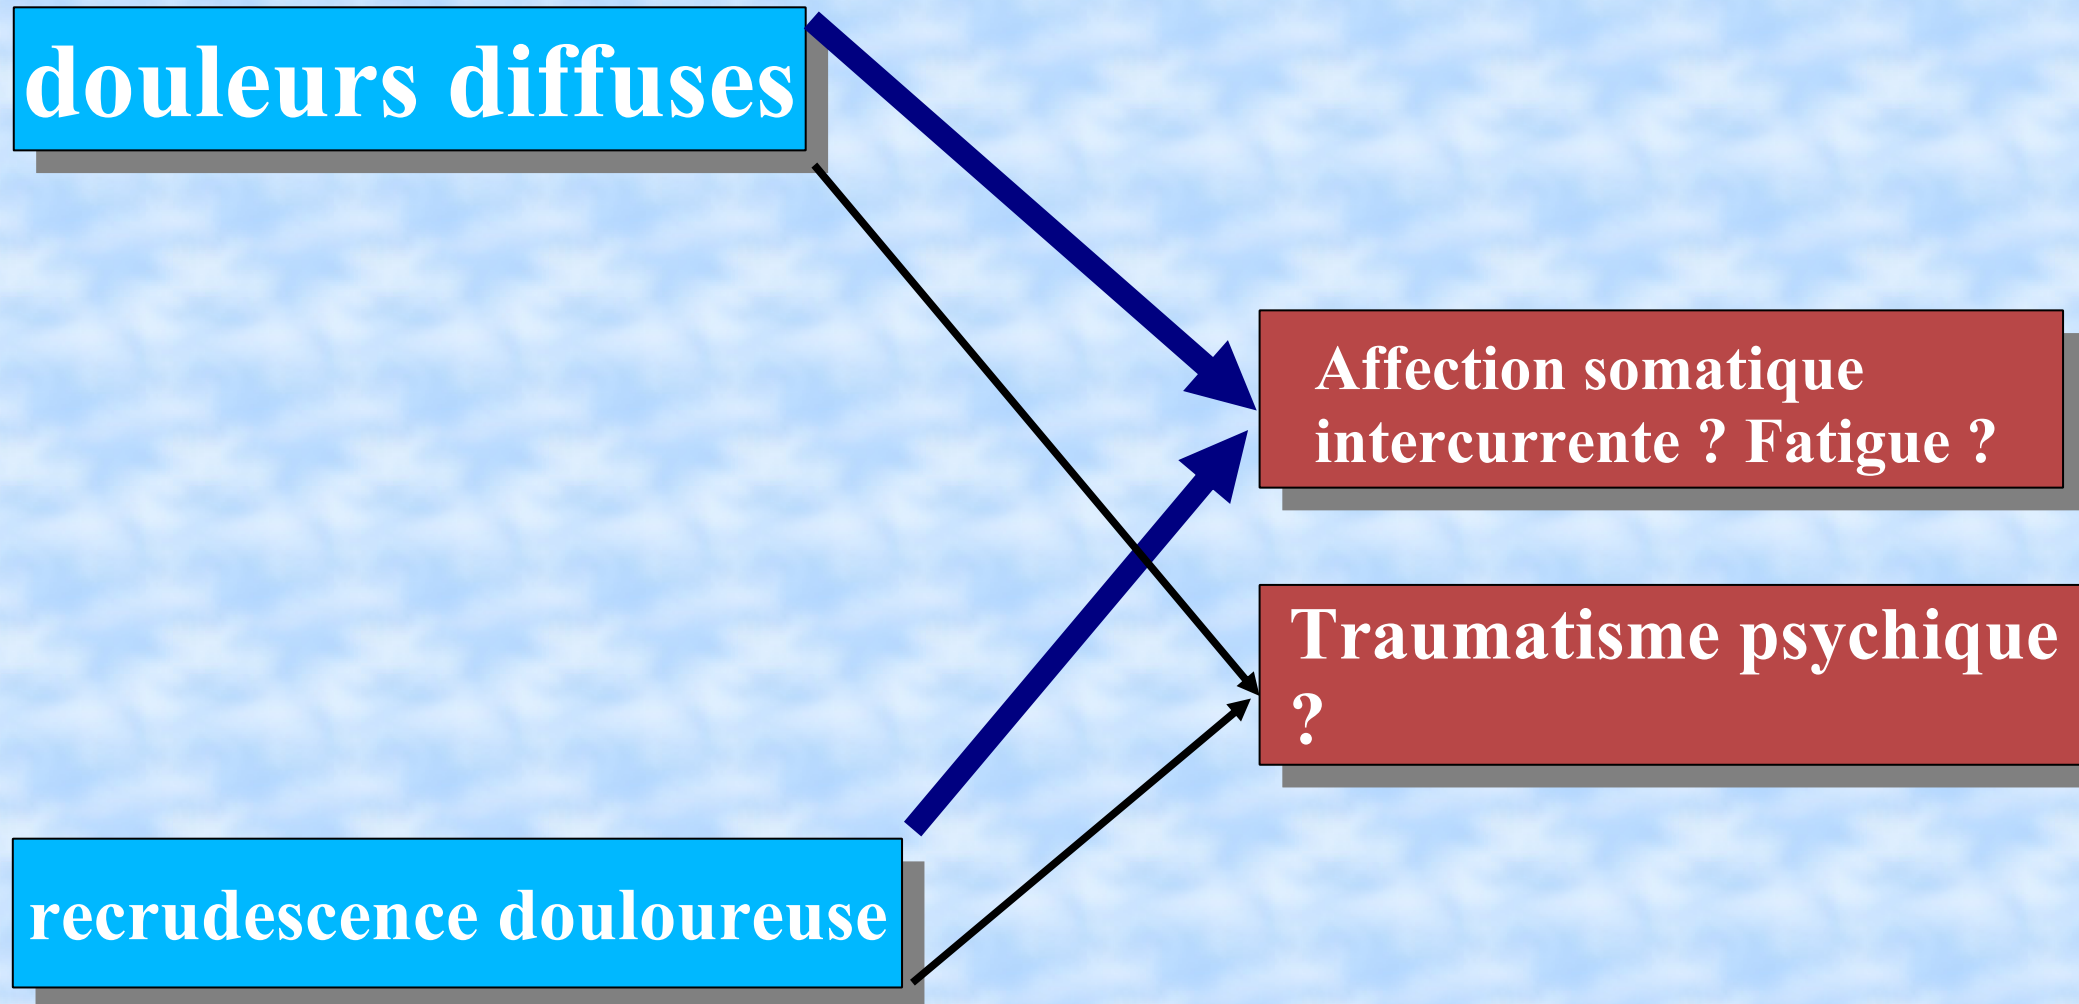 douleurs diffuses
Affection somatique
intercurrente ? Fatigue ?
Traumatisme psychique
?
recrudescence douloureuse